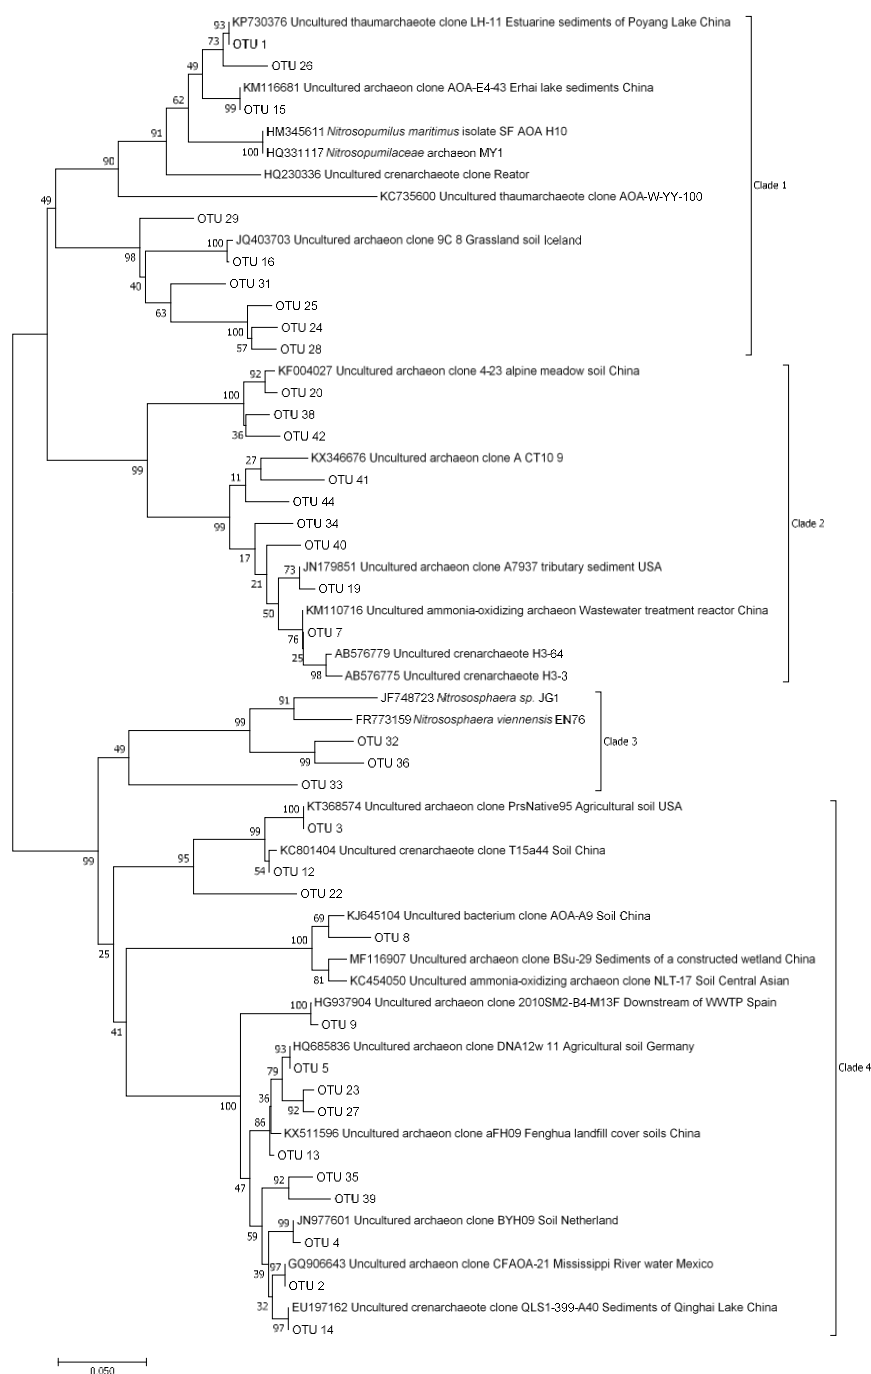 93
KP730376 Uncultured thaumarchaeote clone LH-11 Estuarine sediments of Poyang Lake China
73
OTU 1
OTU 26
49
KM116681 Uncultured archaeon clone AOA-E4-43 Erhai lake sediments China
62
99
OTU 15
91
HM345611 Nitrosopumilus maritimus isolate SF AOA H10
100
HQ331117 Nitrosopumilaceae archaeon MY1
90
HQ230336 Uncultured crenarchaeote clone Reator
Clade 1
KC735600 Uncultured thaumarchaeote clone AOA-W-YY-100
49
OTU 29
100
JQ403703 Uncultured archaeon clone 9C 8 Grassland soil Iceland
98
OTU 16
40
OTU 31
63
OTU 25
100
OTU 24
57
OTU 28
92
KF004027 Uncultured archaeon clone 4-23 alpine meadow soil China
100
OTU 20
OTU 38
36
OTU 42
99
27
KX346676 Uncultured archaeon clone A CT10 9
11
OTU 41
OTU 44
99
OTU 34
Clade 2
17
OTU 40
21
73
JN179851 Uncultured archaeon clone A7937 tributary sediment USA
OTU 19
50
KM110716 Uncultured ammonia-oxidizing archaeon Wastewater treatment reactor China
76
OTU 7
25
AB576779 Uncultured crenarchaeote H3-64
98
AB576775 Uncultured crenarchaeote H3-3
91
JF748723 Nitrososphaera sp. JG1
99
FR773159 Nitrososphaera viennensis EN76
49
OTU 32
Clade 3
99
OTU 36
OTU 33
100
KT368574 Uncultured archaeon clone PrsNative95 Agricultural soil USA
99
OTU 3
99
95
KC801404 Uncultured crenarchaeote clone T15a44 Soil China
54
OTU 12
OTU 22
69
KJ645104 Uncultured bacterium clone AOA-A9 Soil China
25
100
OTU 8
MF116907 Uncultured archaeon clone BSu-29 Sediments of a constructed wetland China
81
KC454050 Uncultured ammonia-oxidizing archaeon clone NLT-17 Soil Central Asian
41
100
HG937904 Uncultured archaeon clone 2010SM2-B4-M13F Downstream of WWTP Spain
OTU 9
93
HQ685836 Uncultured archaeon clone DNA12w 11 Agricultural soil Germany
79
OTU 5
Clade 4
100
36
OTU 23
92
OTU 27
86
KX511596 Uncultured archaeon clone aFH09 Fenghua landfill cover soils China
OTU 13
47
92
OTU 35
OTU 39
59
99
JN977601 Uncultured archaeon clone BYH09 Soil Netherland
OTU 4
39
97
GQ906643 Uncultured archaeon clone CFAOA-21 Mississippi River water Mexico
OTU 2
32
EU197162 Uncultured crenarchaeote clone QLS1-399-A40 Sediments of Qinghai Lake China
97
OTU 14
0.050